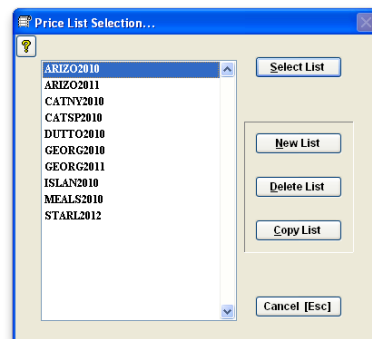 Price List Selection...
?
ARIZO2010
ARIZO2011
CATNY2010
CATSP2010
DUTTO2010
GEORG2010
GEORG2011
ISLAN2010
MEALS2010
STARL2012
Select List
New List
Delete List
Copy List
Cancel [Esc]